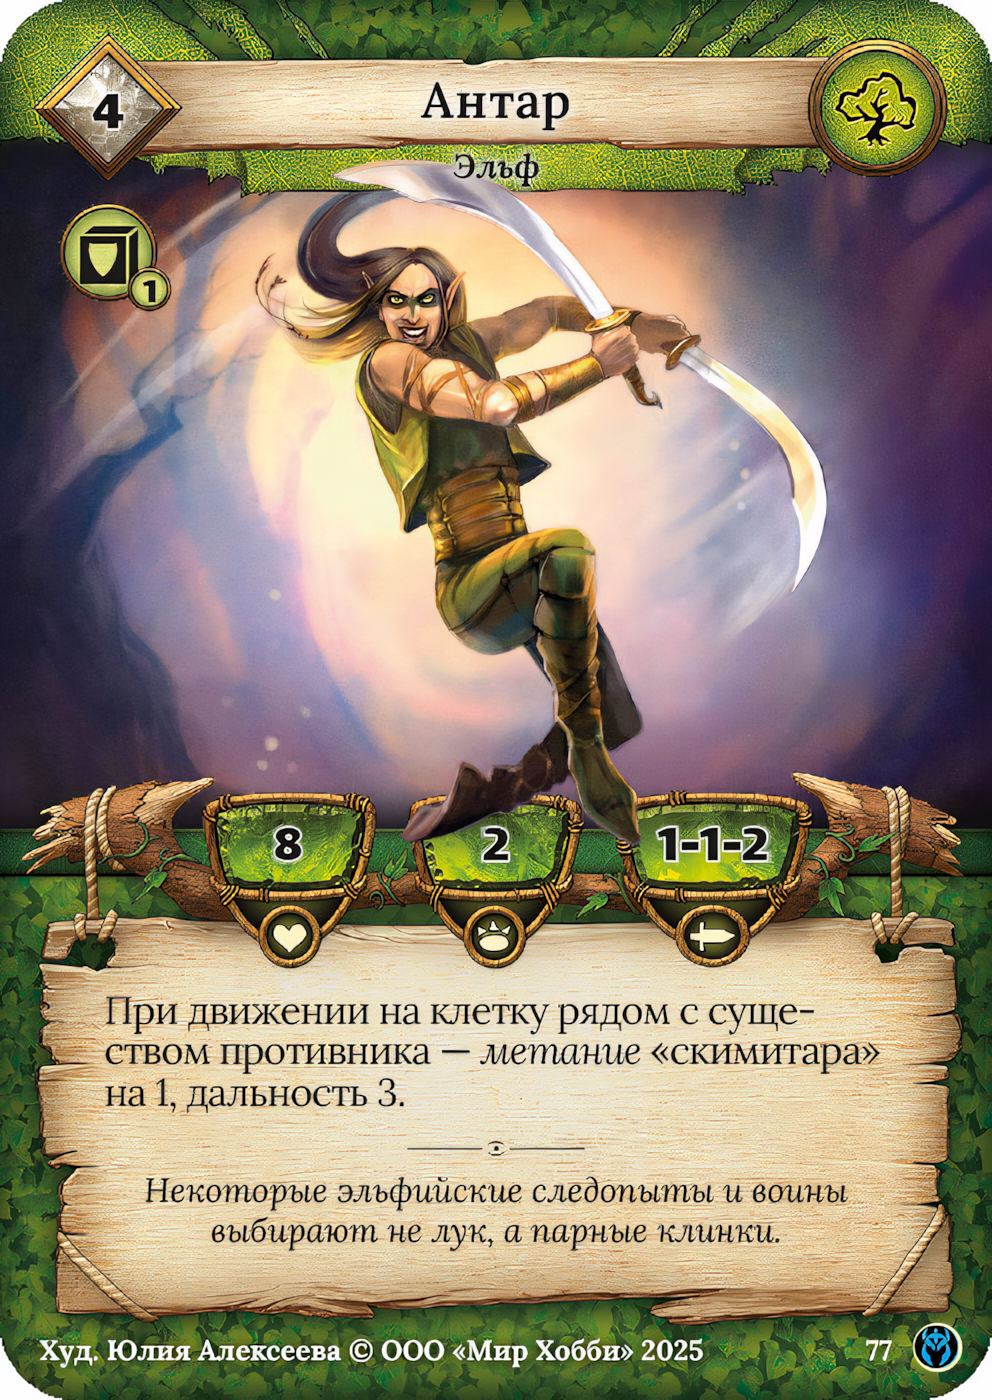 4
Антар
Эльф
1
8
2
1-1-2
При движении на клетку рядом с суще-
ством противника — метание «скимитара»
на 1, дальность 3.
Некоторые эльфийские следопыты и воины
выбирают не лук, а парные клинки.
Худ. Юлия Алексеева © ООО «Мир Хобби» 2025
77